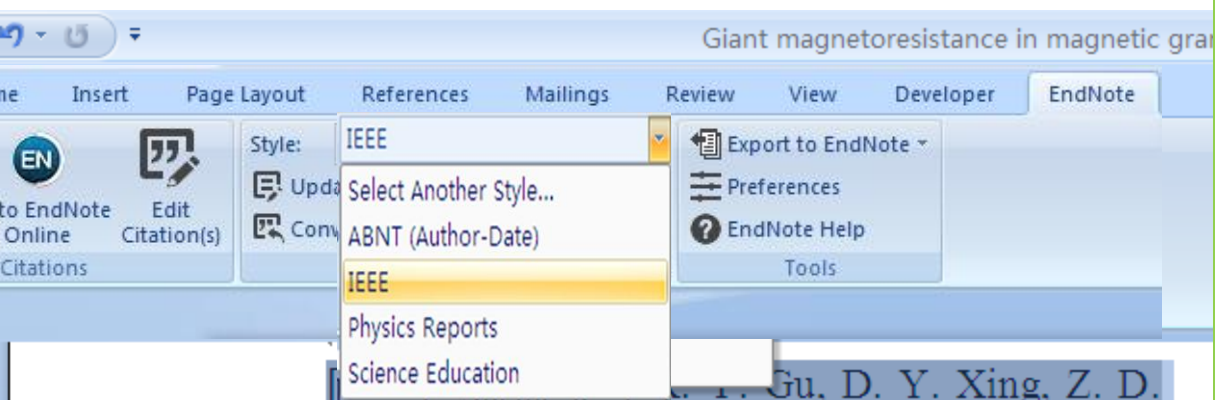 Giant magnetoresistance in magnetic
Insert Page Layout References Mailings Review View Developer EndNote
Style: IEEE
EN
Export to EndNote
Select Another Style...
Preferences
to EndNote Online
Edit Citation(s)
ABNT (Author-Date)
EndNote Help
Citations
IEEE
Tools
Physics Reports
Science Education
Gu, D. Y. Xing, Z. D.